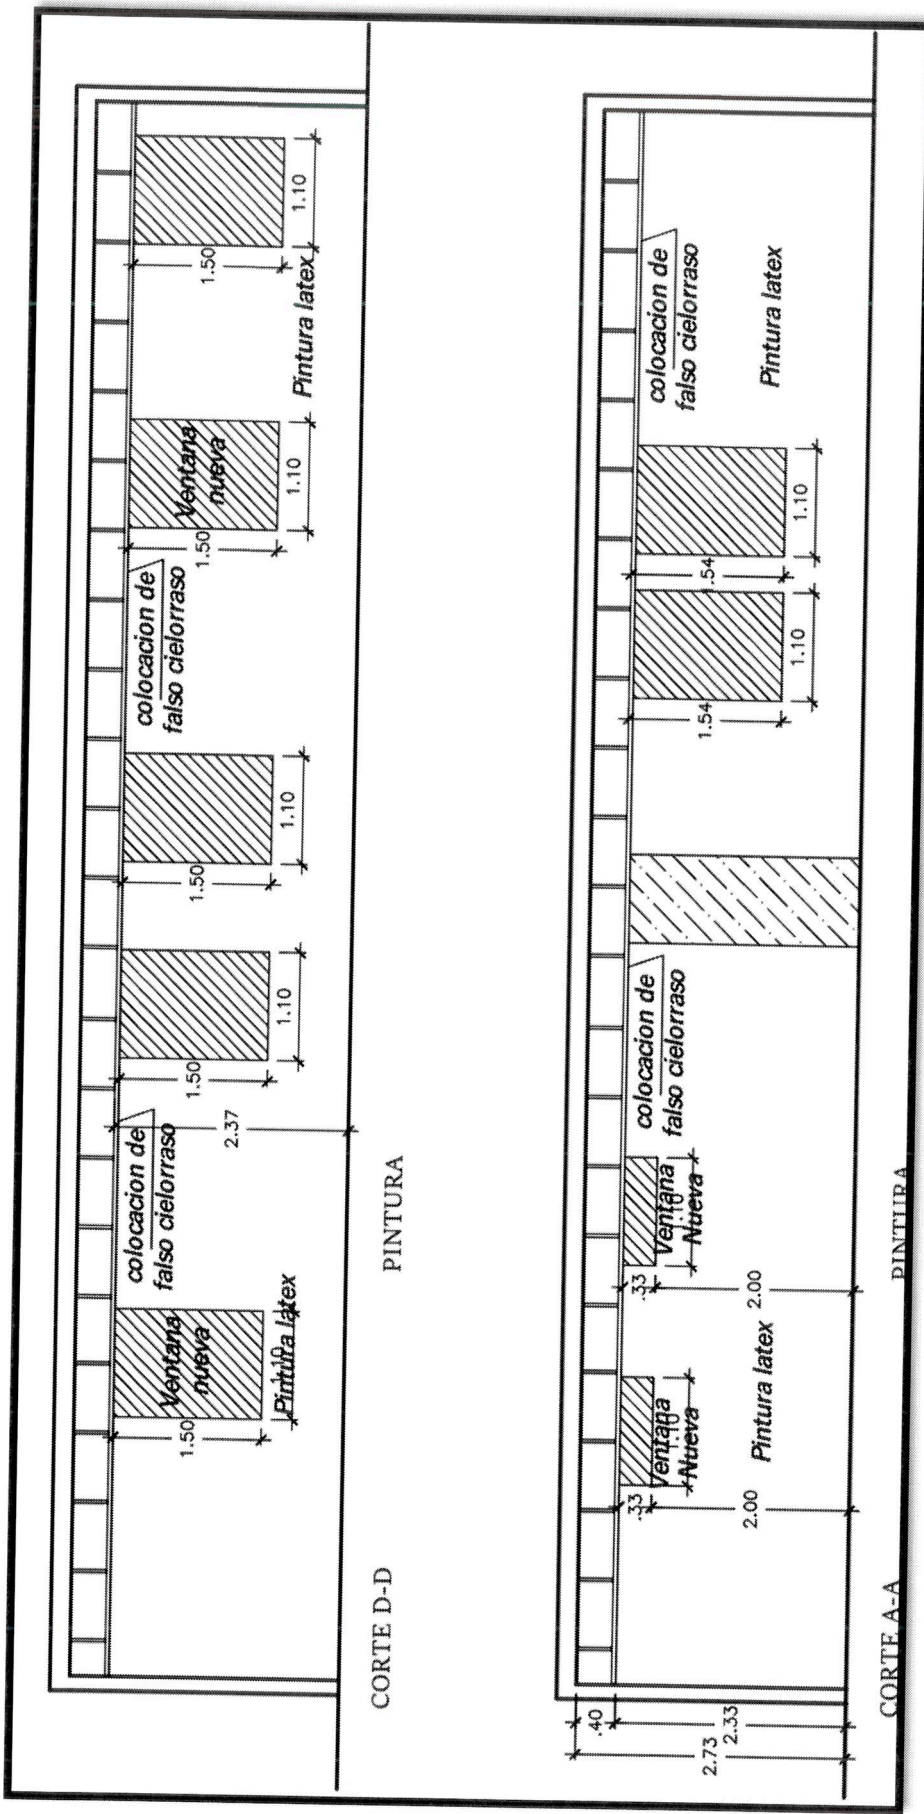 Ventana
nueva
1.50
1.10
Pintura latex
colocacion de
falso cielorraso
2.37
1.50
1.10
1.50
1.10
colocacion de
falso cielorraso
Ventana
nueva
1.50
1.10
Pintura latex
1.50
1.10
CORTE D-D
PINTURA
.40
2.73
2.33
.33
2.00
1.10
Ventana
Nueva
Pintura latex
.33
2.00
1.10
Ventana
Nueva
colocacion de
falso cielorraso
1.54
1.10
1.54
1.10
colocacion de
falso cielorraso
Pintura latex
CORTE A-A
PINTURA